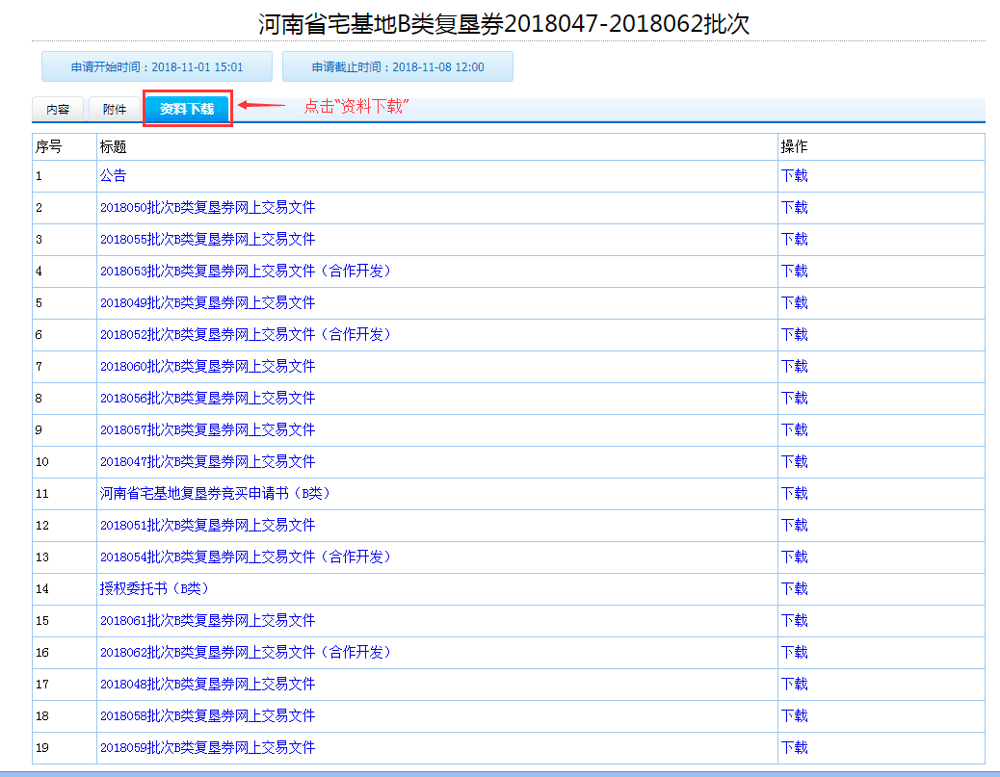 河南省宅基地B类复垦券2018047-2018062批次
申请开始时间：2018-11-01 15:01 申请截止时间：2018-11-08 12:00
内容 附件 资料下载 点击“资料下载”
序号 标题 操作
1 公告 下载
2 2018050批次B类复垦券网上交易文件 下载
3 2018055批次B类复垦券网上交易文件 下载
4 2018053批次B类复垦券网上交易文件（合作开发） 下载
5 2018049批次B类复垦券网上交易文件 下载
6 2018052批次B类复垦券网上交易文件（合作开发） 下载
7 2018060批次B类复垦券网上交易文件 下载
8 2018056批次B类复垦券网上交易文件 下载
9 2018057批次B类复垦券网上交易文件 下载
10 2018047批次B类复垦券网上交易文件 下载
11 河南省宅基地复垦券竞买申请书（B类） 下载
12 2018051批次B类复垦券网上交易文件 下载
13 2018054批次B类复垦券网上交易文件（合作开发） 下载
14 授权委托书（B类） 下载
15 2018061批次B类复垦券网上交易文件 下载
16 2018062批次B类复垦券网上交易文件（合作开发） 下载
17 2018048批次B类复垦券网上交易文件 下载
18 2018058批次B类复垦券网上交易文件 下载
19 2018059批次B类复垦券网上交易文件 下载